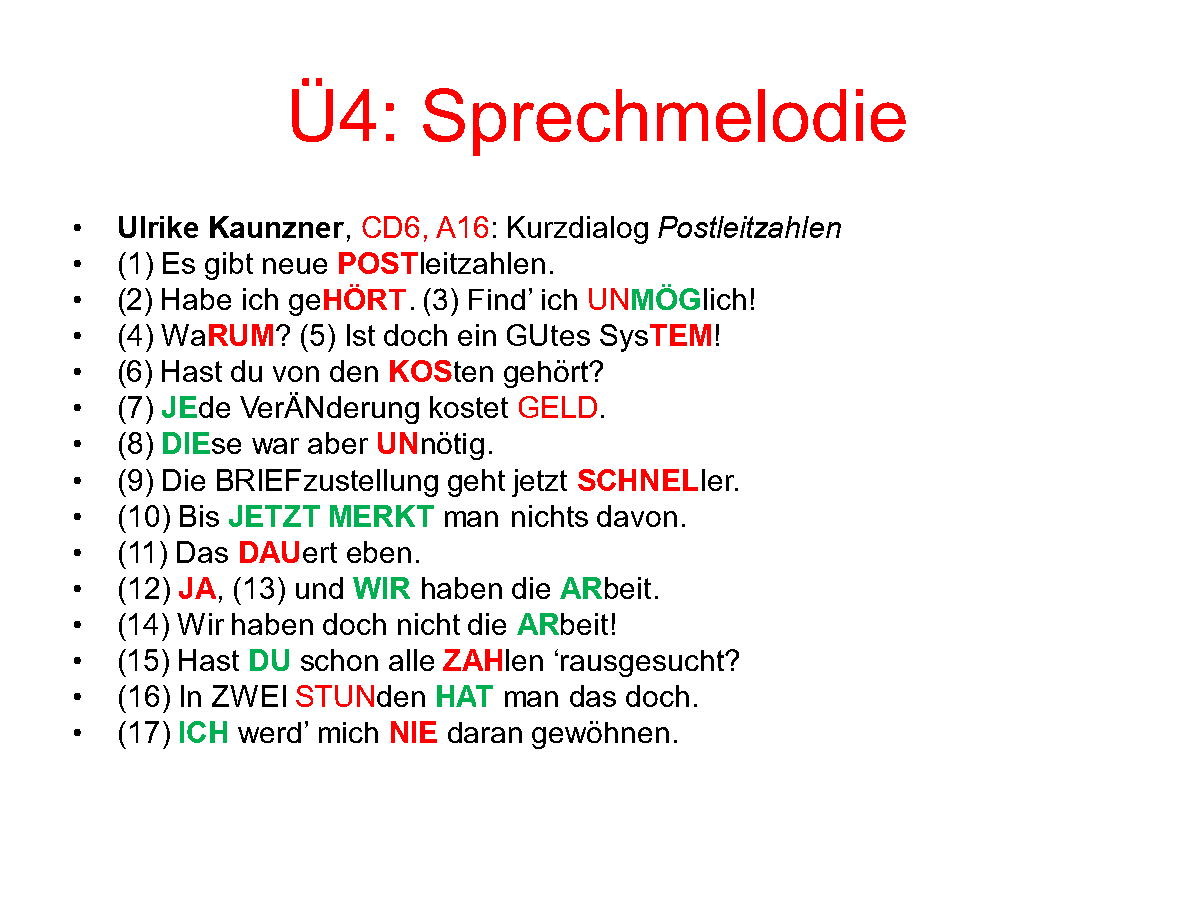 Ü4: Sprechmelodie
• Ulrike Kaunzner, CD6, A16: Kurzdialog Postleitzahlen
• (1) Es gibt neue POSTleitzahlen.
• (2) Habe ich geHÖRT. (3) Find’ ich UNMÖGlich!
• (4) WaRUM? (5) Ist doch ein GUtes SysTEM!
• (6) Hast du von den KOSten gehört?
• (7) JEde VerÄNderung kostet GELD.
• (8) DIEse war aber UNnötig.
• (9) Die BRIEFzustellung geht jetzt SCHNELler.
• (10) Bis JETZT MERKT man nichts davon.
• (11) Das DAUert eben.
• (12) JA, (13) und WIR haben die ARbeit.
• (14) Wir haben doch nicht die ARbeit!
• (15) Hast DU schon alle ZAHlen ‘rausgesucht?
• (16) In ZWEI STUNden HAT man das doch.
• (17) ICH werd’ mich NIE daran gewöhnen.